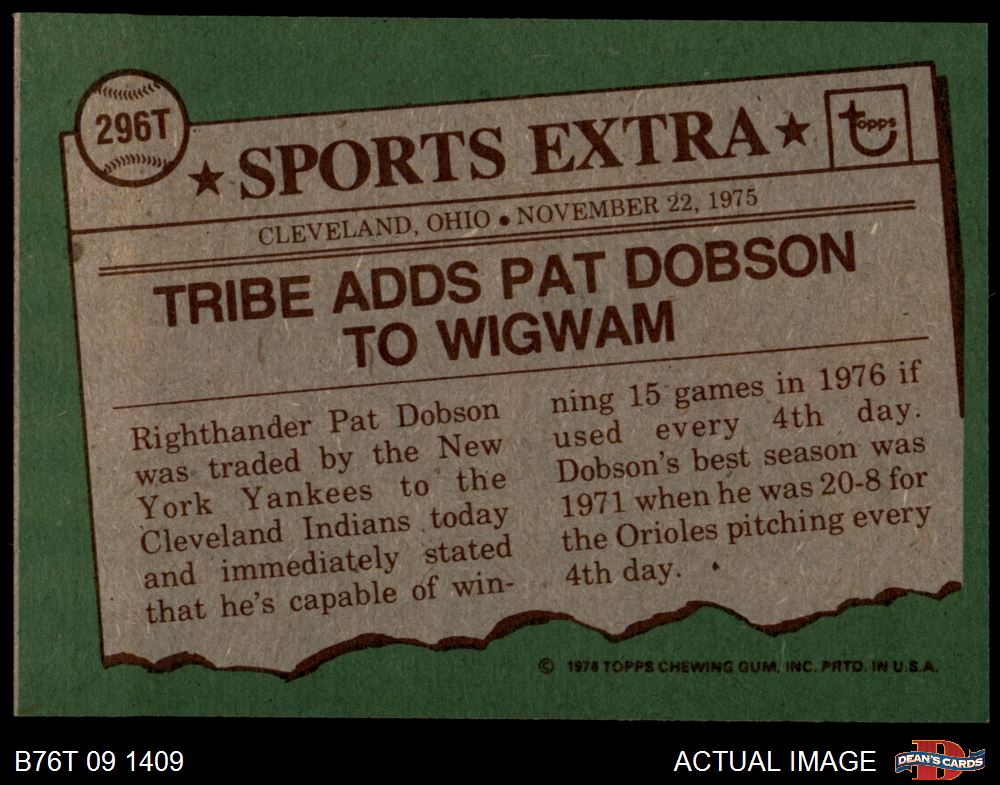 296T
★ SPORTS EXTRA ★
topps
CLEVELAND, OHIO • NOVEMBER 22, 1975
TRIBE ADDS PAT DOBSON
TO WIGWAM
Righthander Pat Dobson
was traded by the New
York Yankees to the
Cleveland Indians today
and immediately stated
that he's capable of win-
ning 15 games in 1976 if
used every 4th day.
Dobson's best season was
1971 when he was 20-8 for
the Orioles pitching every
4th day.
© 1976 TOPPS CHEWING GUM, INC. PRTD. IN U.S.A.
B76T 09 1409
ACTUAL IMAGE
DEAN'S CARDS